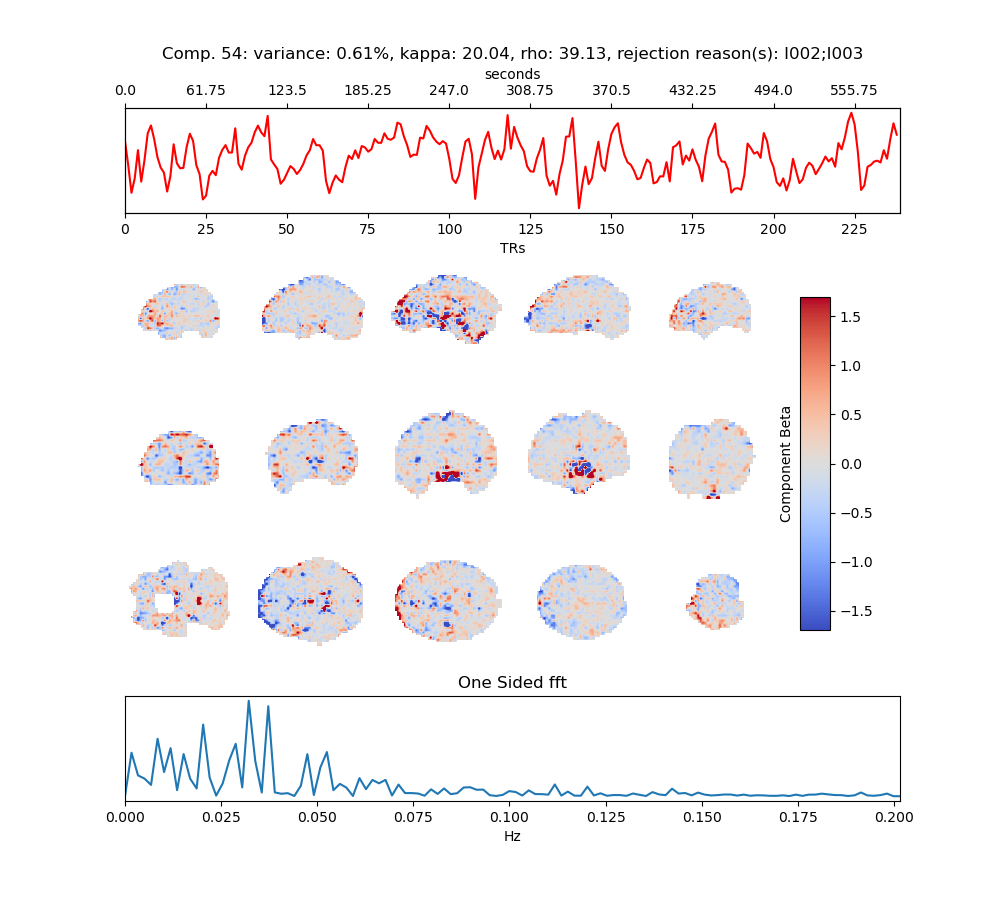 Comp. 54: variance: 0.61%, kappa: 20.04, rho: 39.13, rejection reason(s): I002;I003
seconds
0.0 61.75 123.5 185.25 247.0 308.75 370.5 432.25 494.0 555.75
0 25 50 75 100 125 150 175 200 225
TRs
1.5
1.0
0.5
0.0
−0.5
−1.0
−1.5
Component Beta
One Sided fft
0.000 0.025 0.050 0.075 0.100 0.125 0.150 0.175 0.200
Hz